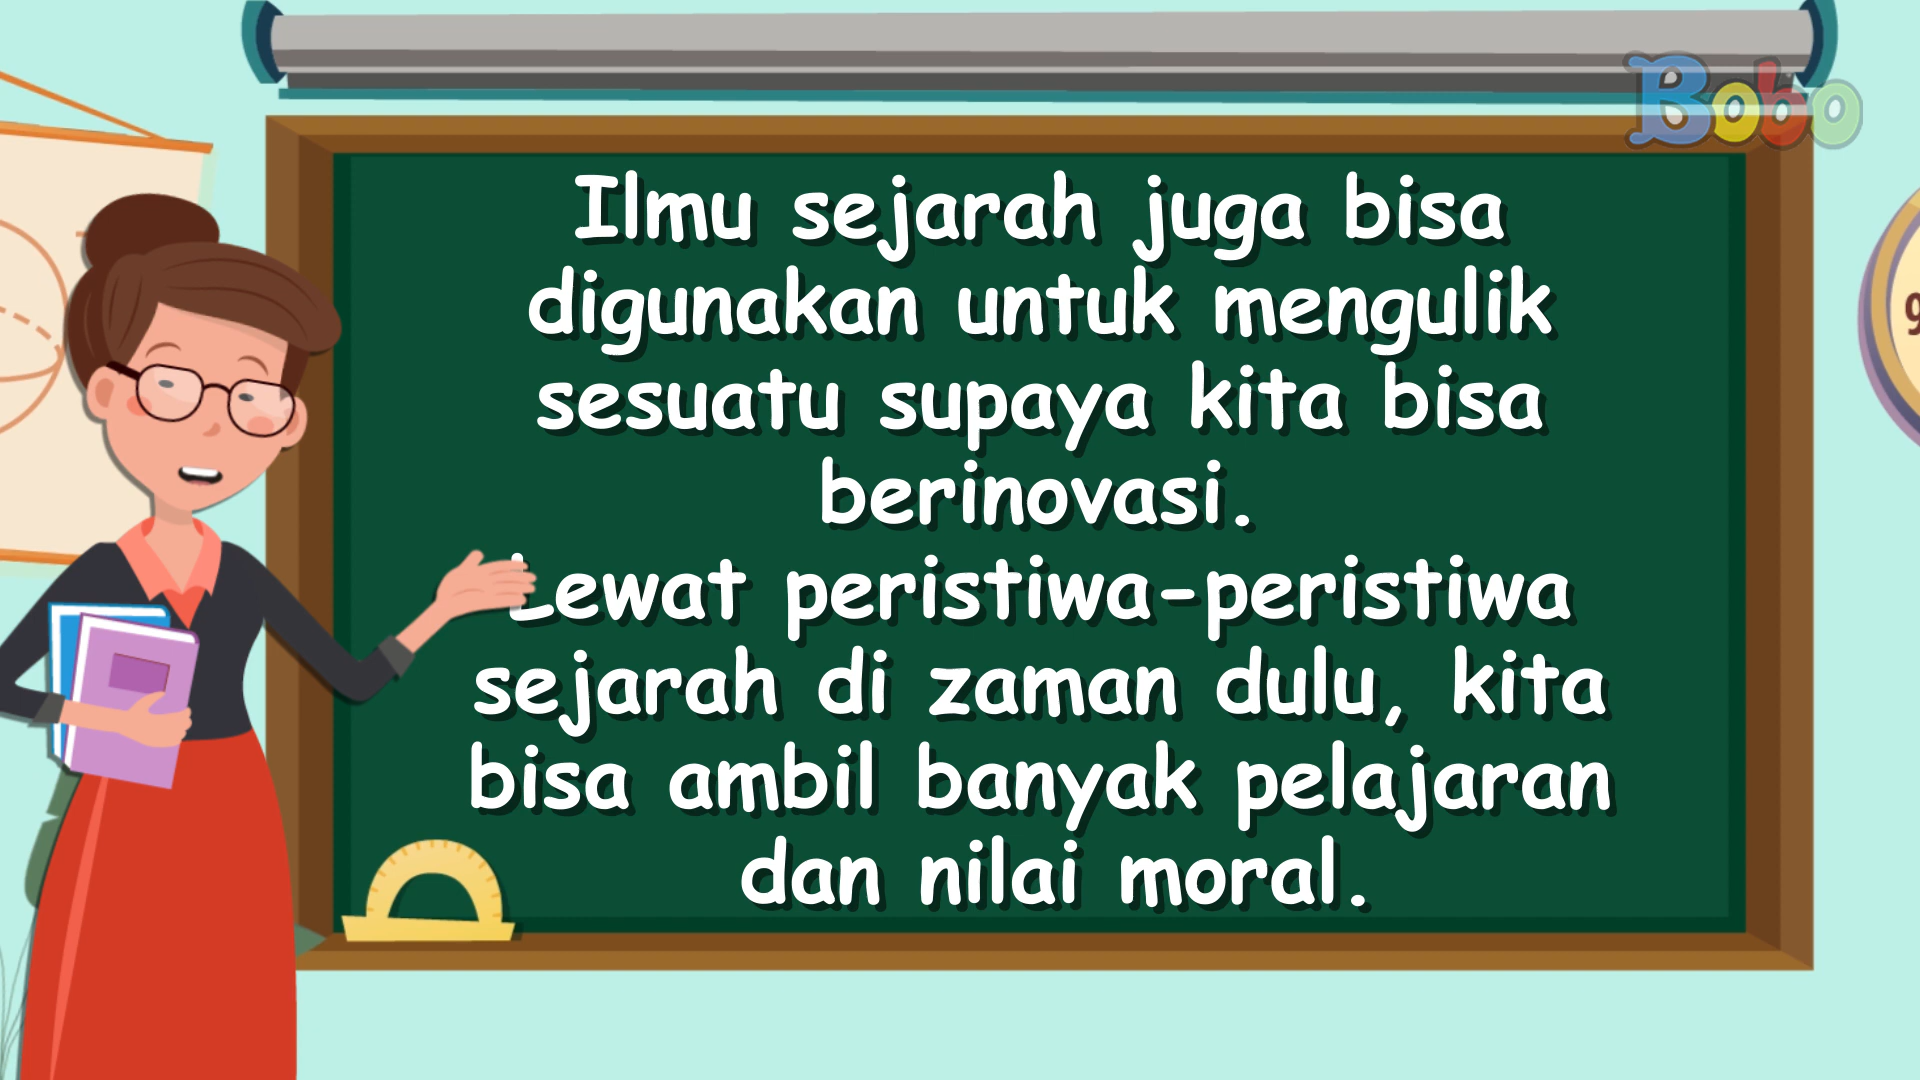 Bobo
Ilmu sejarah juga bisa
digunakan untuk mengulik
sesuatu supaya kita bisa
berinovasi.
Lewat peristiwa-peristiwa
sejarah di zaman dulu, kita
bisa ambil banyak pelajaran
dan nilai moral.
9